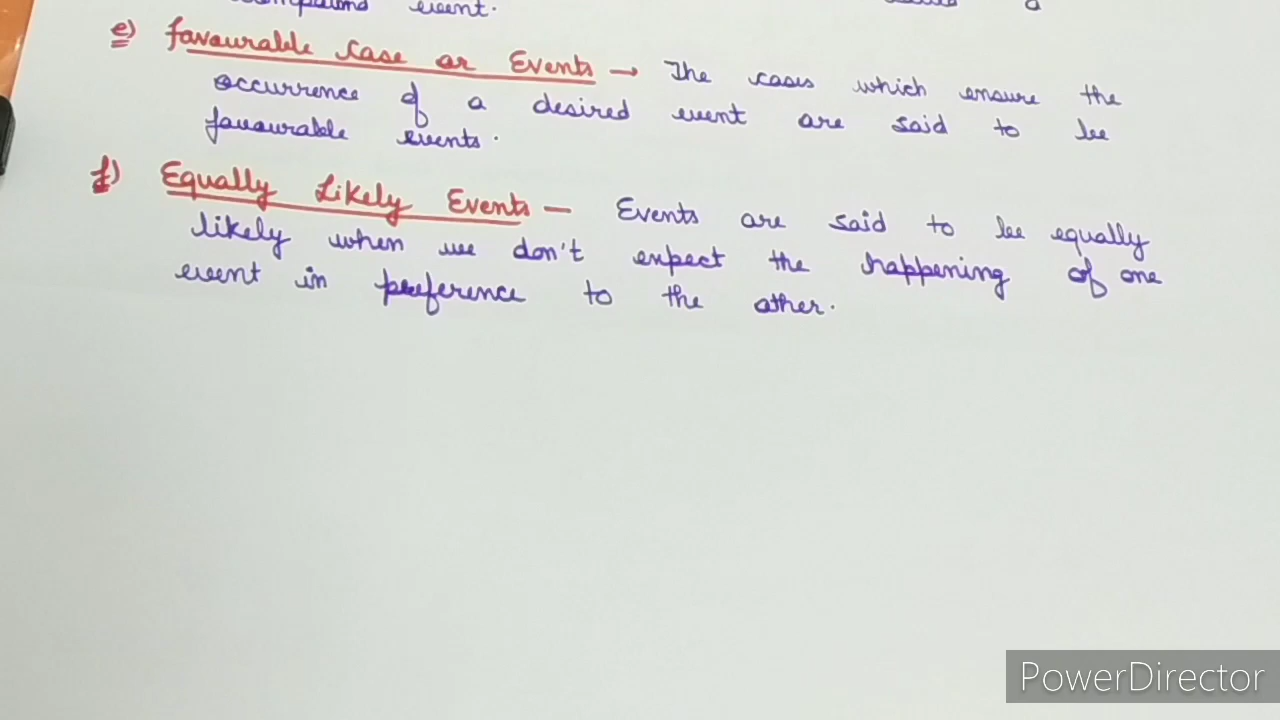 compound event.
e) favourable case or Events → The cases which ensure the
occurrence of a desired event are said to be
favourable events.
f) Equally Likely Events — Events are said to be equally
likely when we don't expect the happening of one
event in preference to the other.
PowerDirector